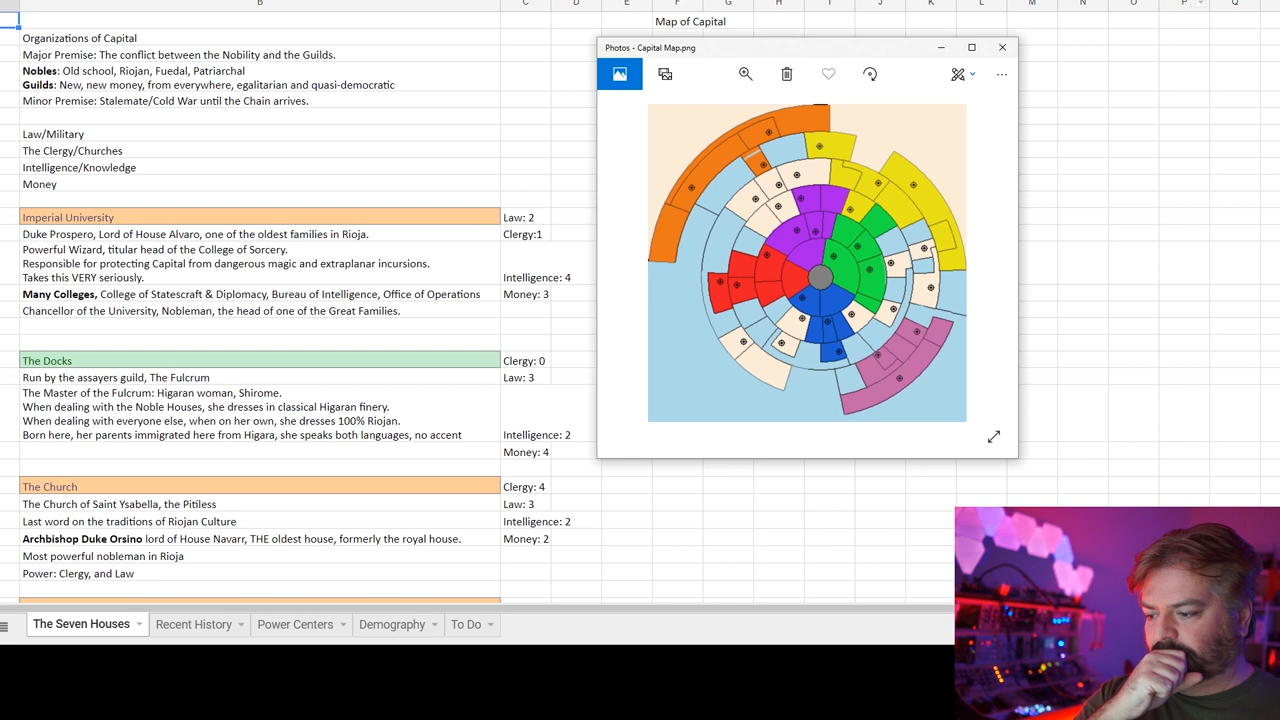 B C D E F G H I J K L M N O P Q
Map of Capital
Organizations of Capital
Major Premise: The conflict between the Nobility and the Guilds.
Nobles: Old school, Riojan, Fuedal, Patriarchal
Guilds: New, new money, from everywhere, egalitarian and quasi-democratic
Minor Premise: Stalemate/Cold War until the Chain arrives.
Law/Military
The Clergy/Churches
Intelligence/Knowledge
Money
Imperial University Law: 2
Duke Prospero, Lord of House Alvaro, one of the oldest families in Rioja. Clergy:1
Powerful Wizard, titular head of the College of Sorcery.
Responsible for protecting Capital from dangerous magic and extraplanar incursions.
Takes this VERY seriously. Intelligence: 4
Many Colleges, College of Statescraft & Diplomacy, Bureau of Intelligence, Office of Operations Money: 3
Chancellor of the University, Nobleman, the head of one of the Great Families.
The Docks Clergy: 0
Run by the assayers guild, The Fulcrum Law: 3
The Master of the Fulcrum: Higaran woman, Shirome.
When dealing with the Noble Houses, she dresses in classical Higaran finery.
When dealing with everyone else, when on her own, she dresses 100% Riojan.
Born here, her parents immigrated here from Higara, she speaks both languages, no accent Intelligence: 2
Money: 4
The Church Clergy: 4
The Church of Saint Ysabella, the Pitiless Law: 3
Last word on the traditions of Riojan Culture Intelligence: 2
Archbishop Duke Orsino lord of House Navarr, THE oldest house, formerly the royal house. Money: 2
Most powerful nobleman in Rioja
Power: Clergy, and Law
Photos - Capital Map.png
The Seven Houses Recent History Power Centers Demography To Do